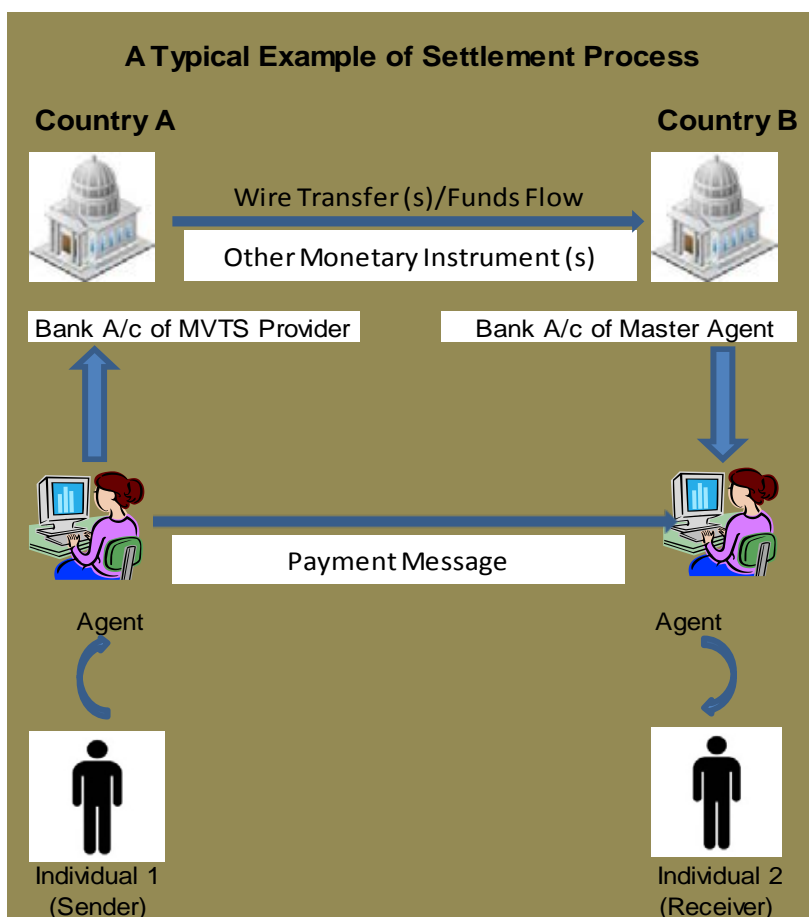 A Typical Example of Settlement Process
Country A
Country B
Wire Transfer (s)/Funds Flow
Other Monetary Instrument (s)
Bank A/c of MVTS Provider
Bank A/c of Master Agent
Payment Message
Agent
Agent
Individual 1
(Sender)
Individual 2
(Receiver)